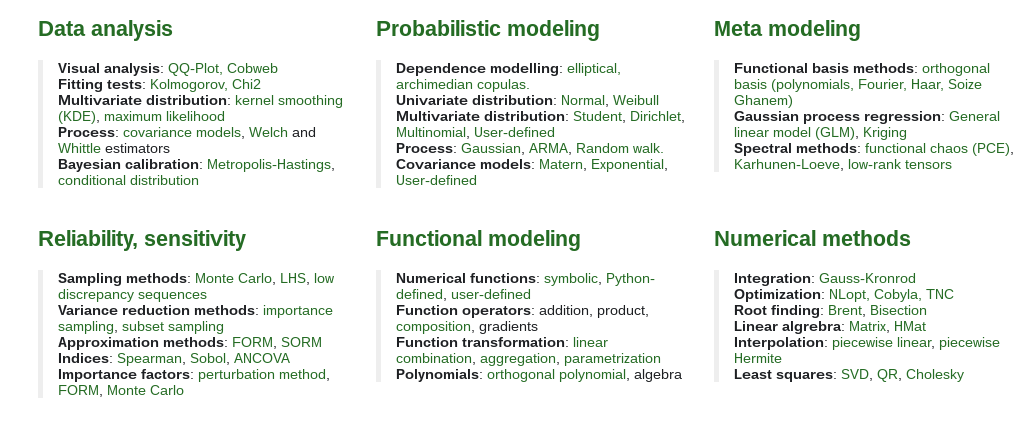 Data analysis
Visual analysis: QQ-Plot, Cobweb
Fitting tests: Kolmogorov, Chi2
Multivariate distribution: kernel smoothing
(KDE), maximum likelihood
Process: covariance models, Welch and
Whittle estimators
Bayesian calibration: Metropolis-Hastings,
conditional distribution
Probabilistic modeling
Dependence modelling: elliptical,
archimedian copulas.
Univariate distribution: Normal, Weibull
Multivariate distribution: Student, Dirichlet,
Multinomial, User-defined
Process: Gaussian, ARMA, Random walk.
Covariance models: Matern, Exponential,
User-defined
Meta modeling
Functional basis methods: orthogonal
basis (polynomials, Fourier, Haar, Soize
Ghanem)
Gaussian process regression: General
linear model (GLM), Kriging
Spectral methods: functional chaos (PCE),
Karhunen-Loeve, low-rank tensors
Reliability, sensitivity
Sampling methods: Monte Carlo, LHS, low
discrepancy sequences
Variance reduction methods: importance
sampling, subset sampling
Approximation methods: FORM, SORM
Indices: Spearman, Sobol, ANCOVA
Importance factors: perturbation method,
FORM, Monte Carlo
Functional modeling
Numerical functions: symbolic, Python-
defined, user-defined
Function operators: addition, product,
composition, gradients
Function transformation: linear
combination, aggregation, parametrization
Polynomials: orthogonal polynomial, algebra
Numerical methods
Integration: Gauss-Kronrod
Optimization: NLopt, Cobyla, TNC
Root finding: Brent, Bisection
Linear algrebra: Matrix, HMat
Interpolation: piecewise linear, piecewise
Hermite
Least squares: SVD, QR, Cholesky